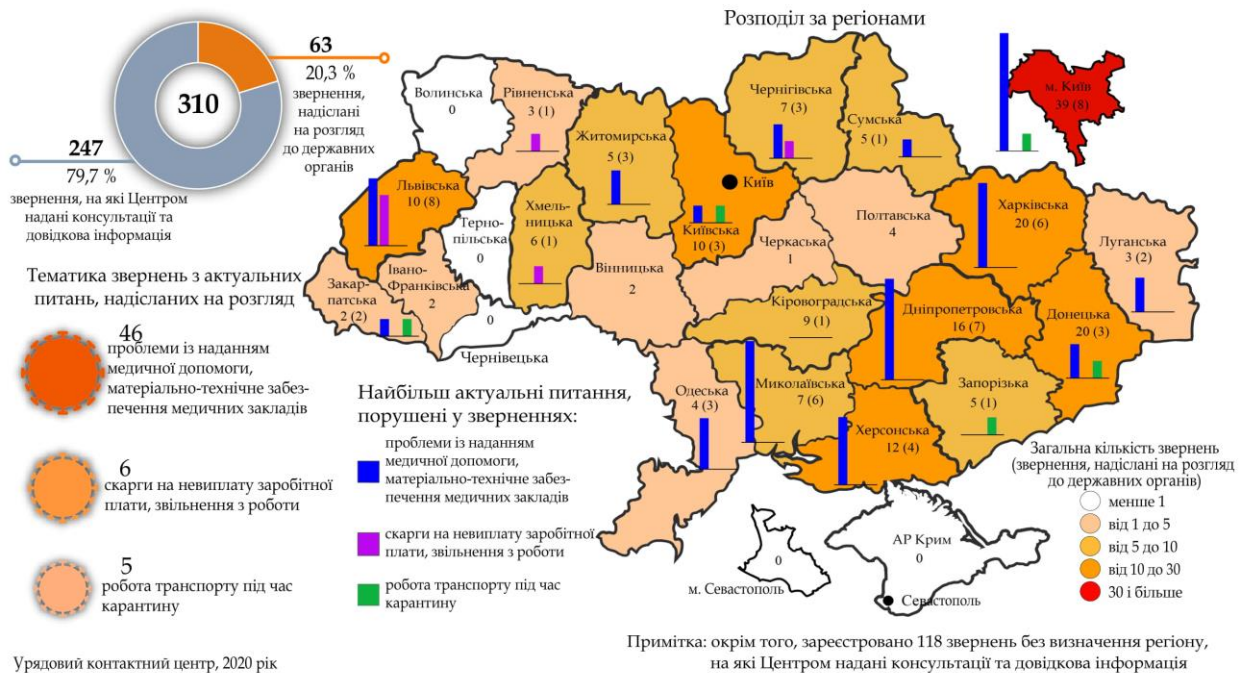 Розподіл за регіонами
310
63
20,3 %
звернення,
надіслані
на розгляд
до державних
органів
247
79,7 %
звернення, на які Центром
надані консультації та
довідкова інформація
Тематика звернень з актуальних
питань, надісланих на розгляд
46
проблеми із наданням
медичної допомоги,
матеріально-технічне забез-
печення медичних закладів
6
скарги на невиплату заробітної
плати, звільнення з роботи
5
робота транспорту під час
карантину
Урядовий контактний центр, 2020 рік
Волинська
0
Рівненська
3 (1)
Житомирська
5 (3)
Чернігівська
7 (3)
Сумська
5 (1)
м. Київ
39 (8)
Львівська
10 (8)
Терно-
пільська
0
Хмель-
ницька
6 (1)
Київ
Київська
10 (3)
Полтавська
4
Харківська
20 (6)
Луганська
3 (2)
Черкаська
1
Вінницька
2
Закар-
патська
2 (2)
Івано-
Франківська
2
0
Чернівецька
Кіровоградська
9 (1)
Дніпропетровська
16 (7)
Донецька
20 (3)
Одеська
4 (3)
Миколаївська
7 (6)
Запорізька
5 (1)
Херсонська
12 (4)
0
м. Севастополь
АР Крим
0
Севастополь
Найбільш актуальні питання,
порушені у зверненнях:
проблеми із наданням
медичної допомоги,
матеріально-технічне забез-
печення медичних закладів
скарги на невиплату заробітної
плати, звільнення з роботи
робота транспорту під час
карантину
Загальна кількість звернень
(звернення, надіслані на розгляд
до державних органів)
менше 1
від 1 до 5
від 5 до 10
від 10 до 30
30 і більше
Примітка: окрім того, зареєстровано 118 звернень без визначення регіону,
на які Центром надані консультації та довідкова інформація